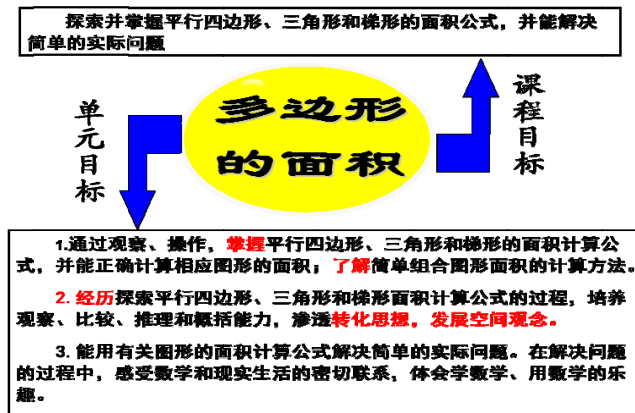 探索并掌握平行四边形、三角形和梯形的面积公式，并能解决
简单的实际问题
单元目标
多边形
的面积
课程目标
1.通过观察、操作，掌握平行四边形、三角形和梯形的面积计算公
式，并能正确计算相应图形的面积；了解简单组合图形面积的计算方法。
2. 经历探索平行四边形、三角形和梯形面积计算公式的过程，培养
观察、比较、推理和概括能力，渗透转化思想，发展空间观念。
3. 能用有关图形的面积计算公式解决简单的实际问题。在解决问题
的过程中，感受数学和现实生活的密切联系，体会学数学、用数学的乐
趣。